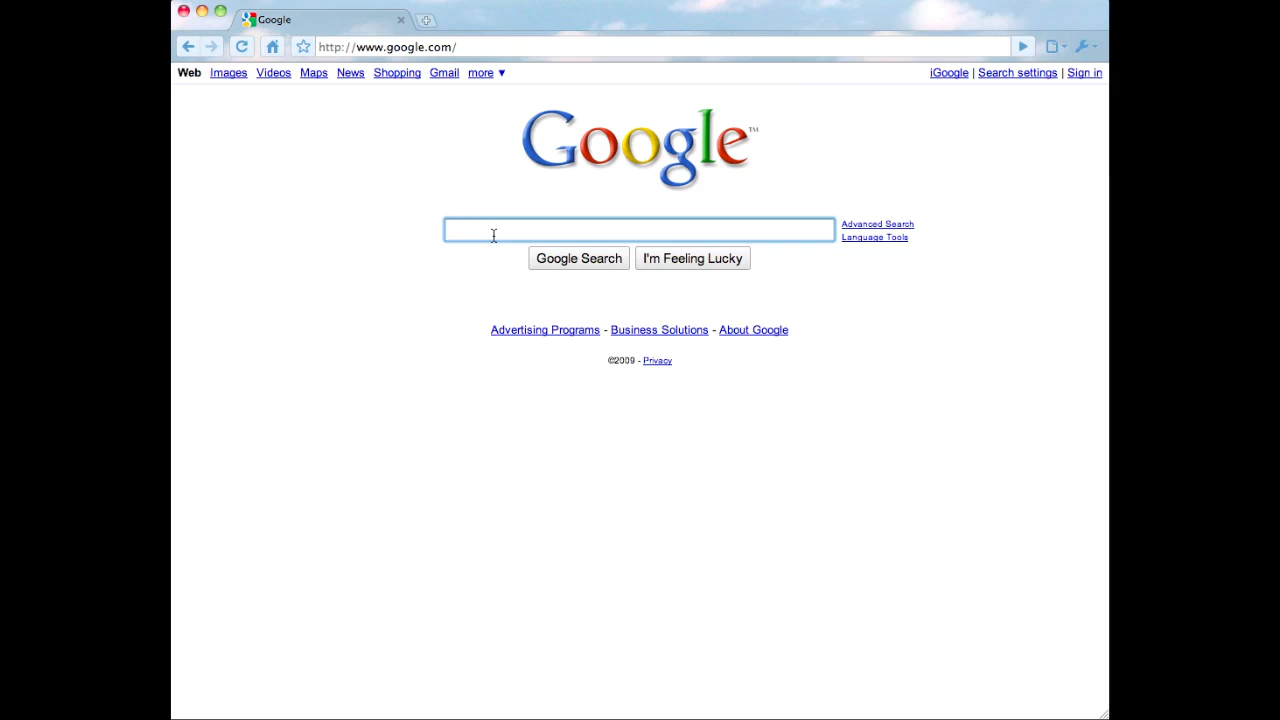 Google
http://www.google.com/
Web Images Videos Maps News Shopping Gmail more ▼
iGoogle | Search settings | Sign in
Google™
Advanced Search
Language Tools
Google Search I'm Feeling Lucky
Advertising Programs - Business Solutions - About Google
©2009 - Privacy